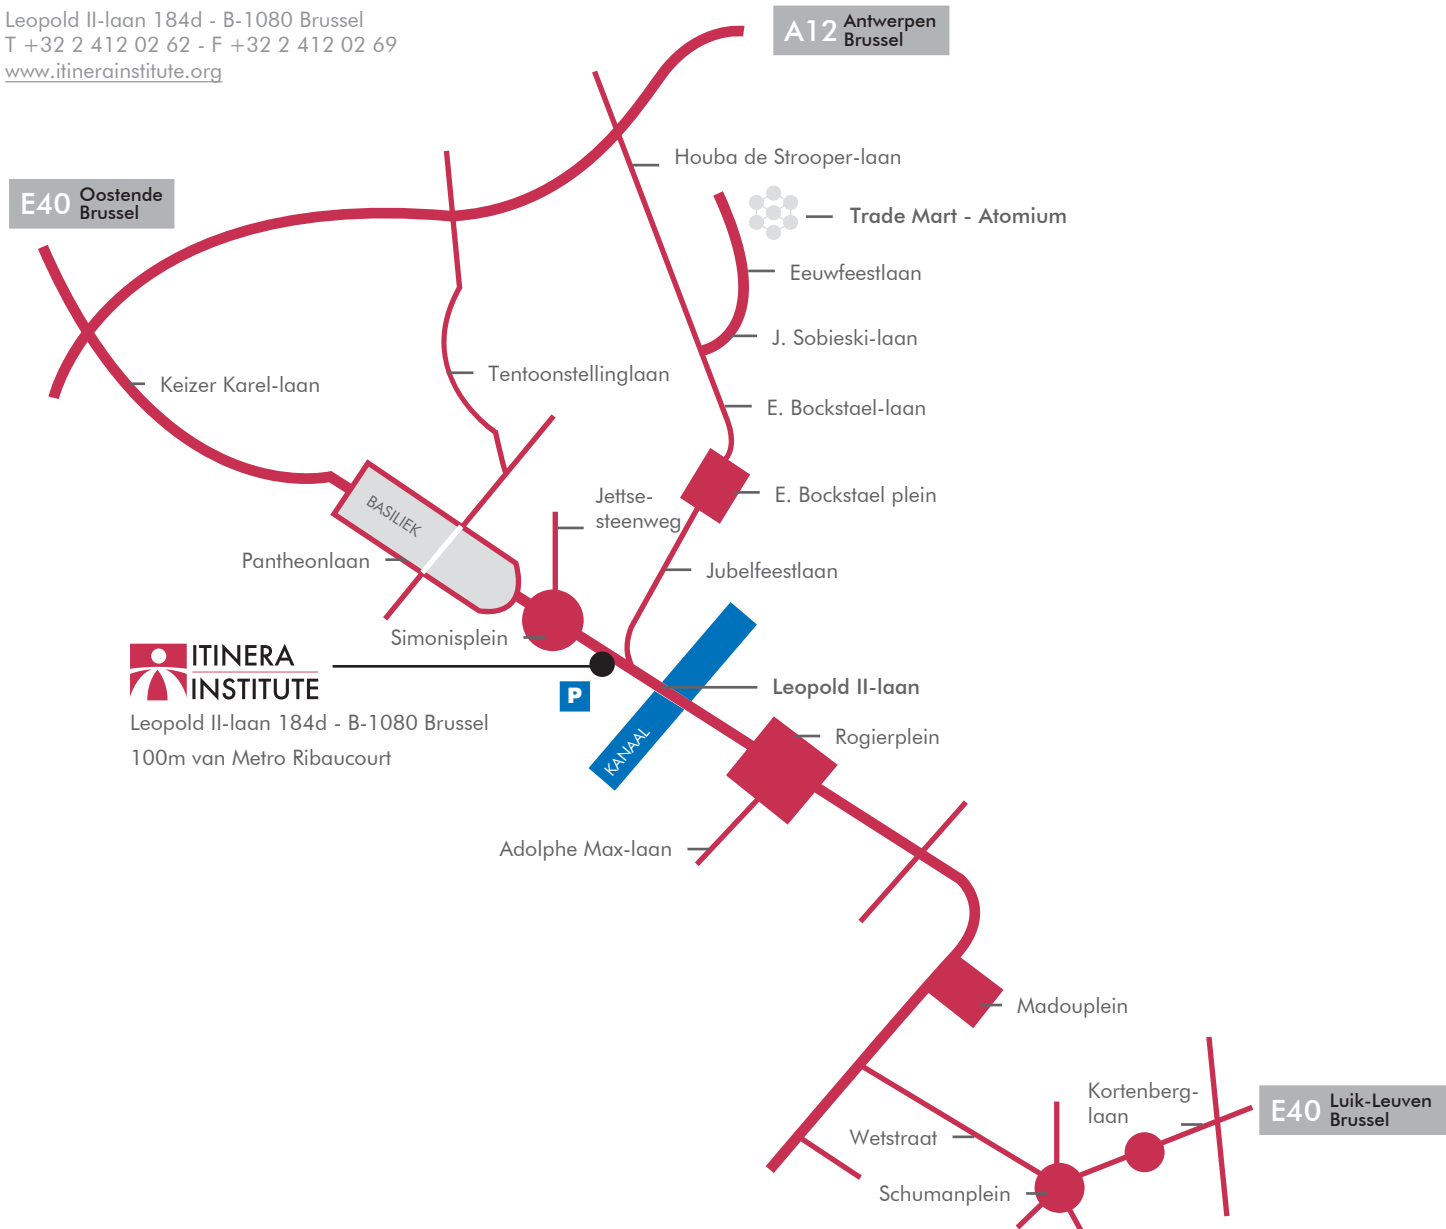 Leopold II-laan 184d - B-1080 Brussel
T +32 2 412 02 62 - F +32 2 412 02 69
www.itinerainstitute.org
A12 Antwerpen
Brussel
Houba de Strooper-laan
E40 Oostende
Brussel
Trade Mart - Atomium
Eeuwfeestlaan
J. Sobieski-laan
Keizer Karel-laan
Tentoonstellinglaan
E. Bockstael-laan
BASILIEK
Jettse-
steenweg
E. Bockstael plein
Pantheonlaan
Jubelfeestlaan
Simonisplein
ITINERA
INSTITUTE
P
Leopold II-laan
Leopold II-laan 184d - B-1080 Brussel
100m van Metro Ribaucourt
KANAAL
Rogierplein
Adolphe Max-laan
Madouplein
Kortenberg-
laan
E40 Luik-Leuven
Brussel
Wetstraat
Schumanplein